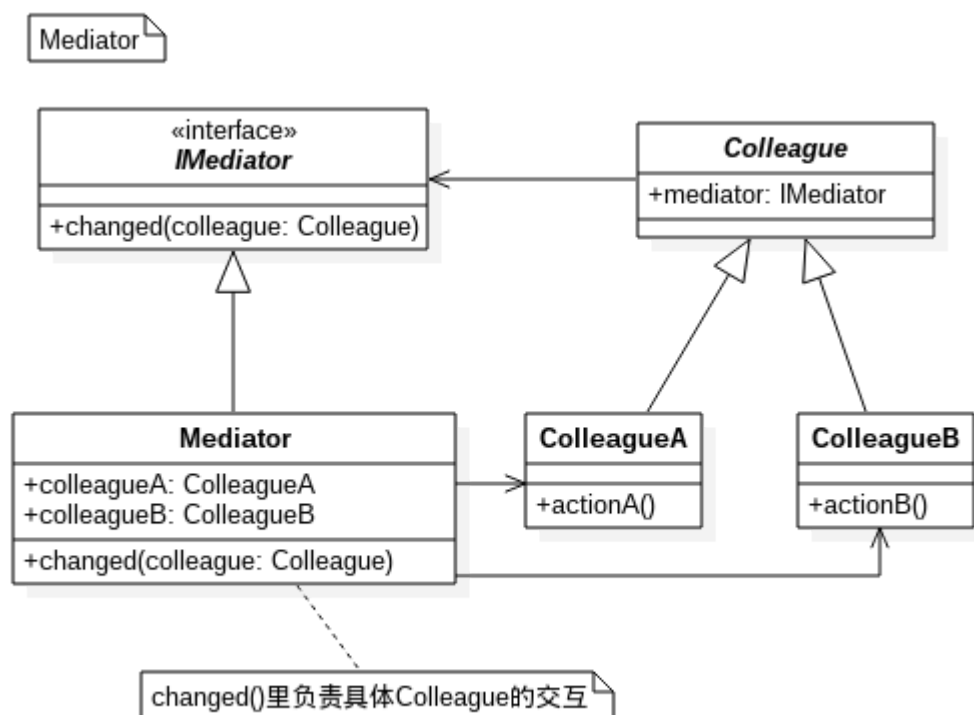 Mediator
«interface»
IMediator
+changed(colleague: Colleague)
Colleague
+mediator: IMediator
Mediator
+colleagueA: ColleagueA
+colleagueB: ColleagueB
+changed(colleague: Colleague)
ColleagueA
+actionA()
ColleagueB
+actionB()
changed()里负责具体Colleague的交互